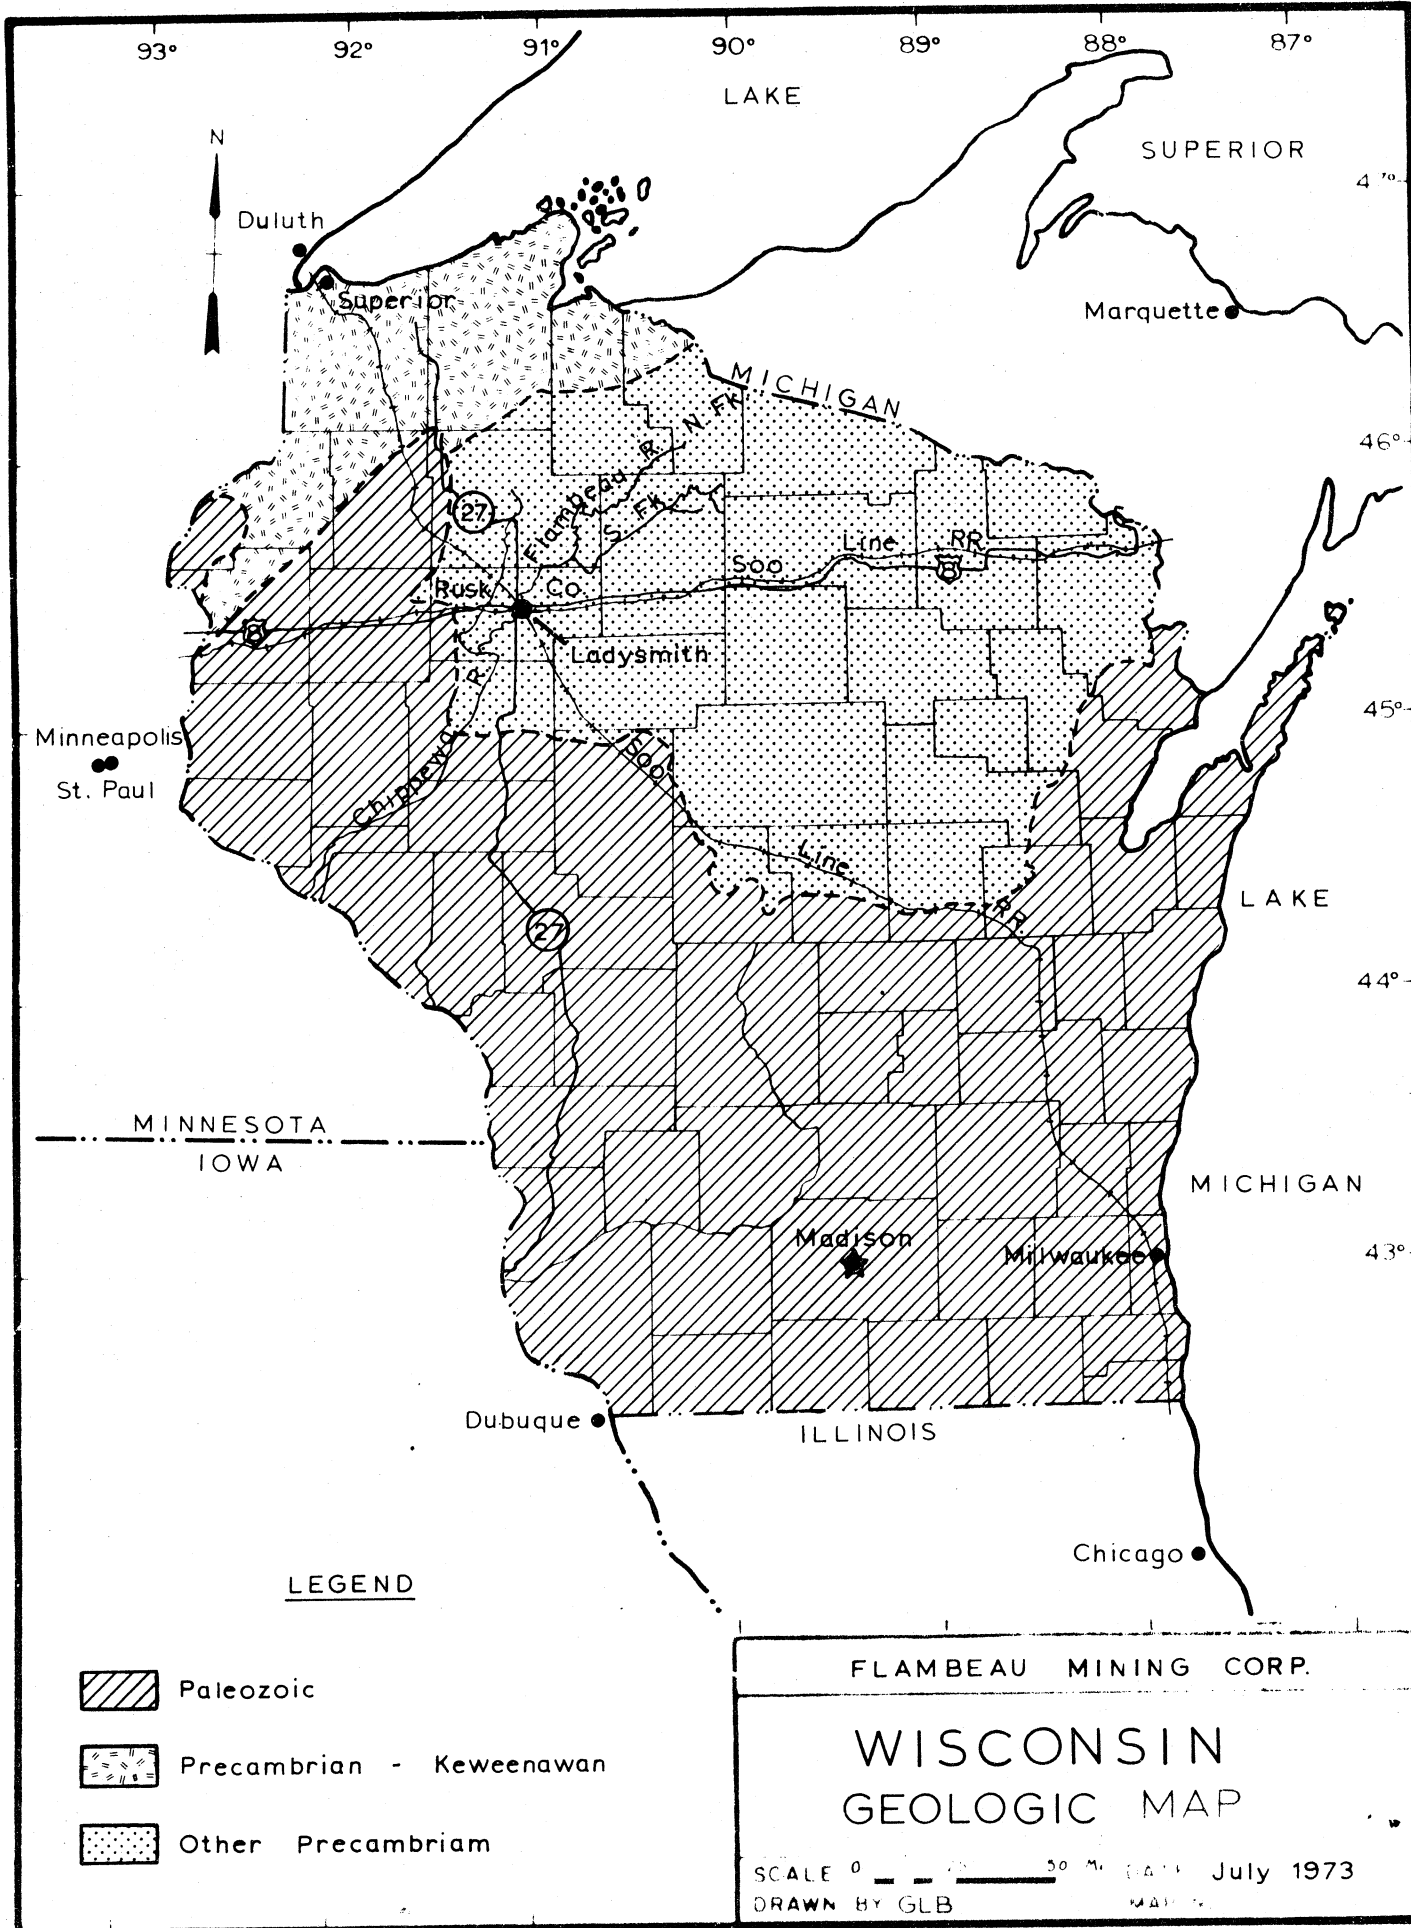 93° 92° 91° 90° 89° 88° 87°
LAKE
SUPERIOR
N
47°
Duluth
Superior
Marquette
MICHIGAN
46°
Flambeau R. N Fk
S Fk
27
Soo Line RR
8
Rusk Co
8
Ladysmith
Chippewa R.
45°
Minneapolis
St. Paul
Soo Line RR
LAKE
27
44°
MINNESOTA
IOWA
MICHIGAN
Madison
Millwaukee
43°
Dubuque
ILLINOIS
Chicago
LEGEND
Paleozoic
Precambrian - Keweenawan
Other Precambriam
FLAMBEAU MINING CORP.
WISCONSIN
GEOLOGIC MAP
SCALE 0 50 Mi July 1973
DRAWN BY GLB